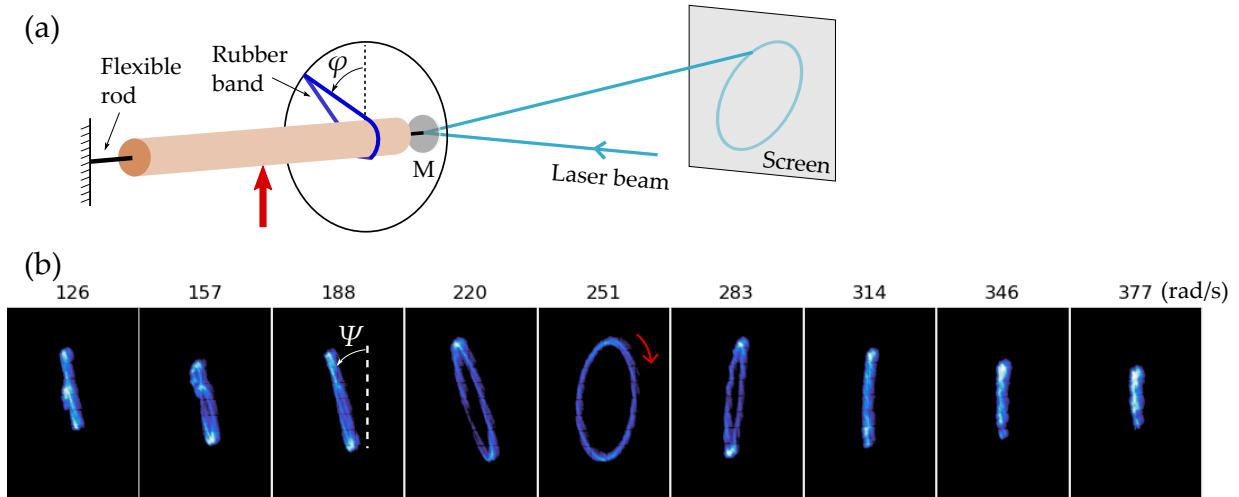 (a)
Flexible
rod
Rubber
band
φ
M
Laser beam
Screen
(b)
126 157 188 220 251 283 314 346 377 (rad/s)
Ψ